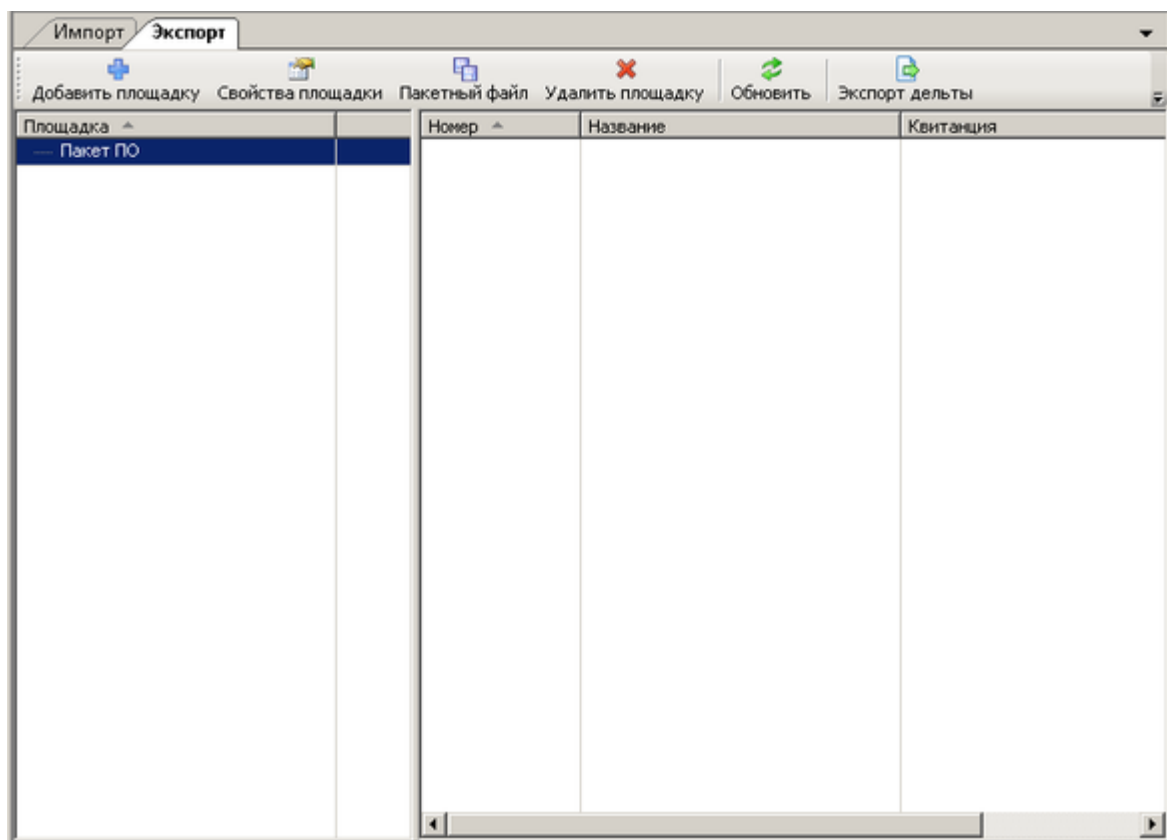 Импорт Экспорт
Добавить площадку Свойства площадки Пакетный файл Удалить площадку Обновить Экспорт дельты
Площадка Номер Название Квитанция
Пакет ПО